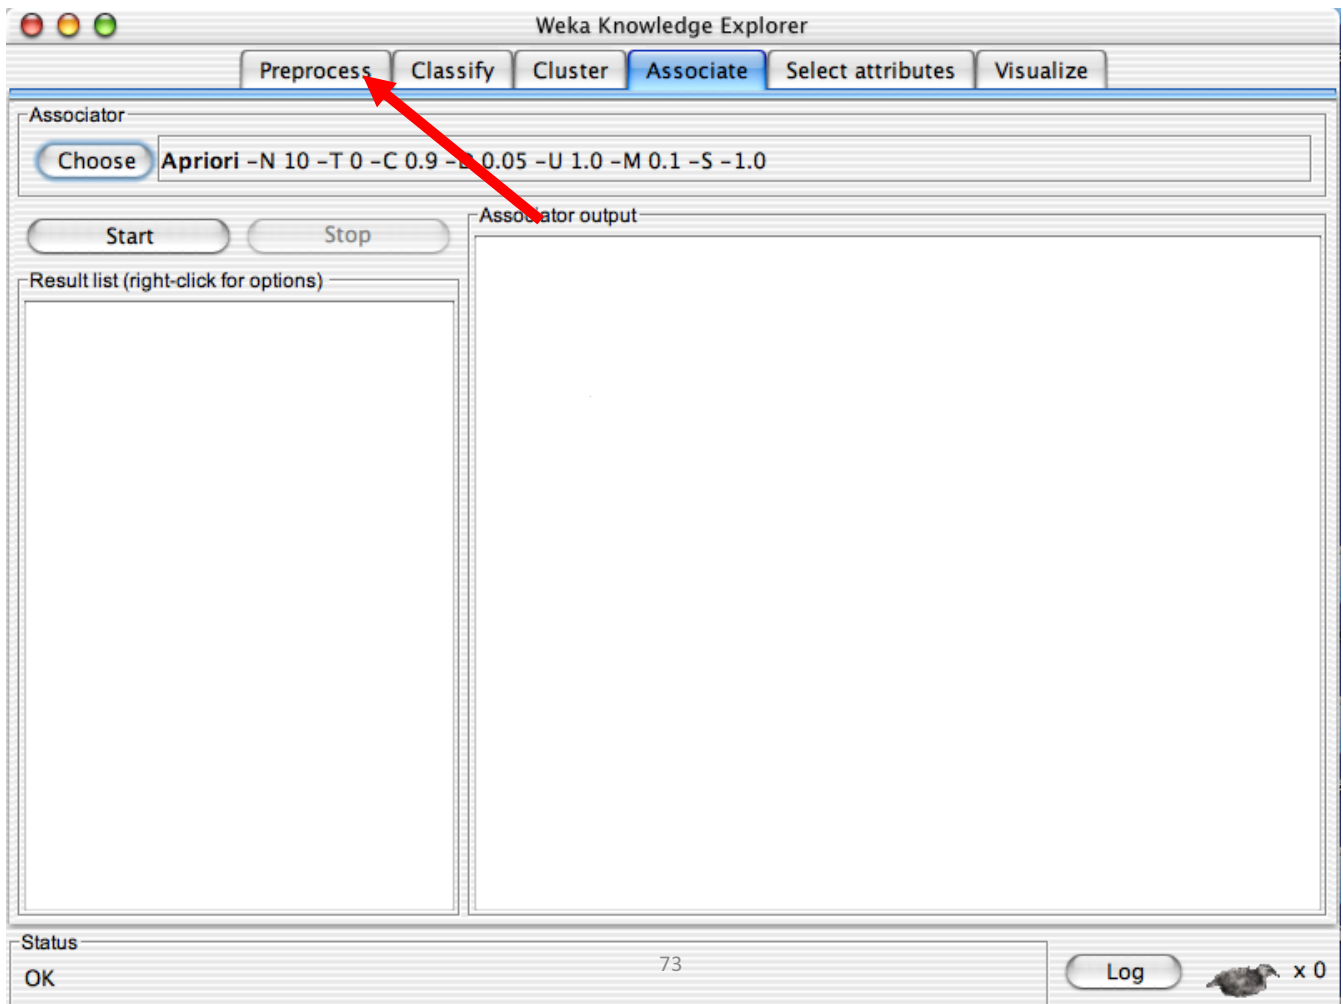 Weka Knowledge Explorer
Preprocess Classify Cluster Associate Select attributes Visualize
Associator
Choose Apriori -N 10 -T 0 -C 0.9 -D 0.05 -U 1.0 -M 0.1 -S -1.0
Start Stop
Associator output
Result list (right-click for options)
Status
OK
73
Log x 0